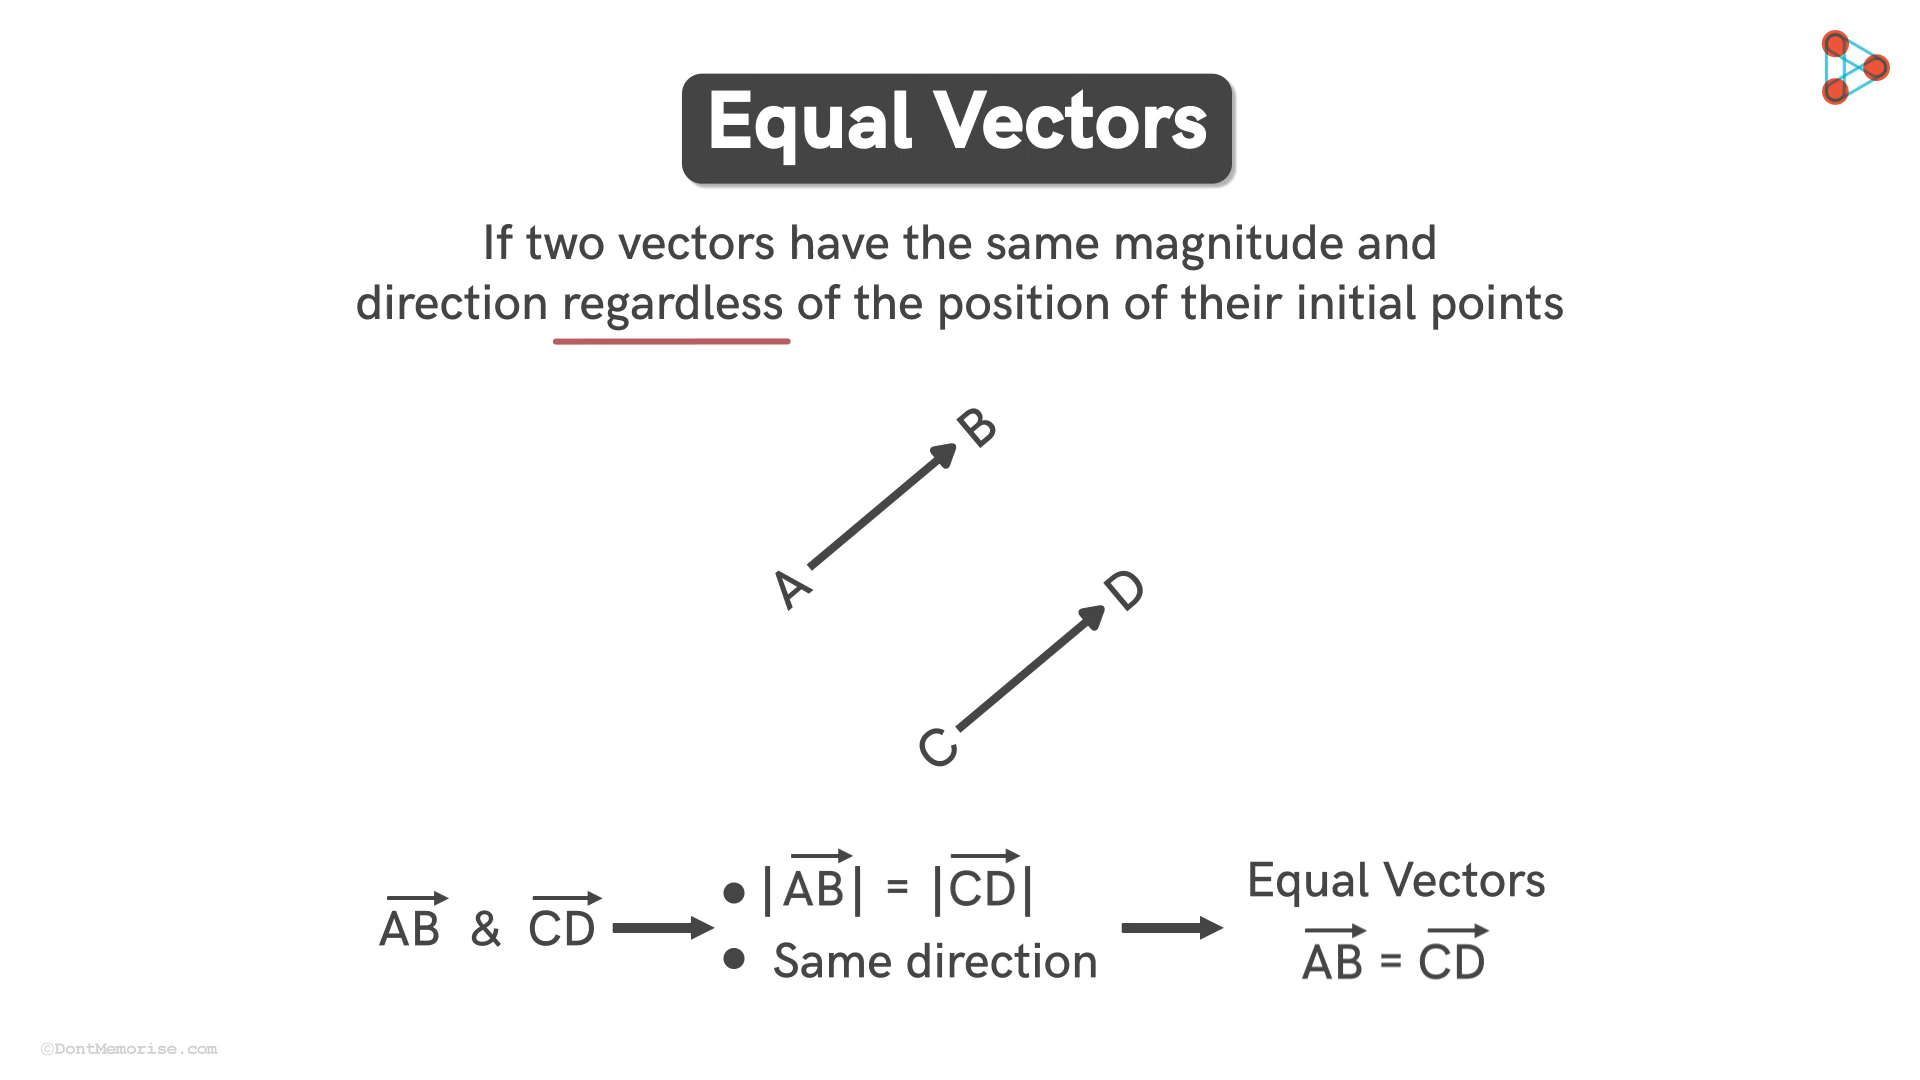 Equal Vectors
If two vectors have the same magnitude and
direction regardless of the position of their initial points
B
A
D
C
AB & CD
• |AB| = |CD|
• Same direction
Equal Vectors
AB = CD
©DontMemorise.com